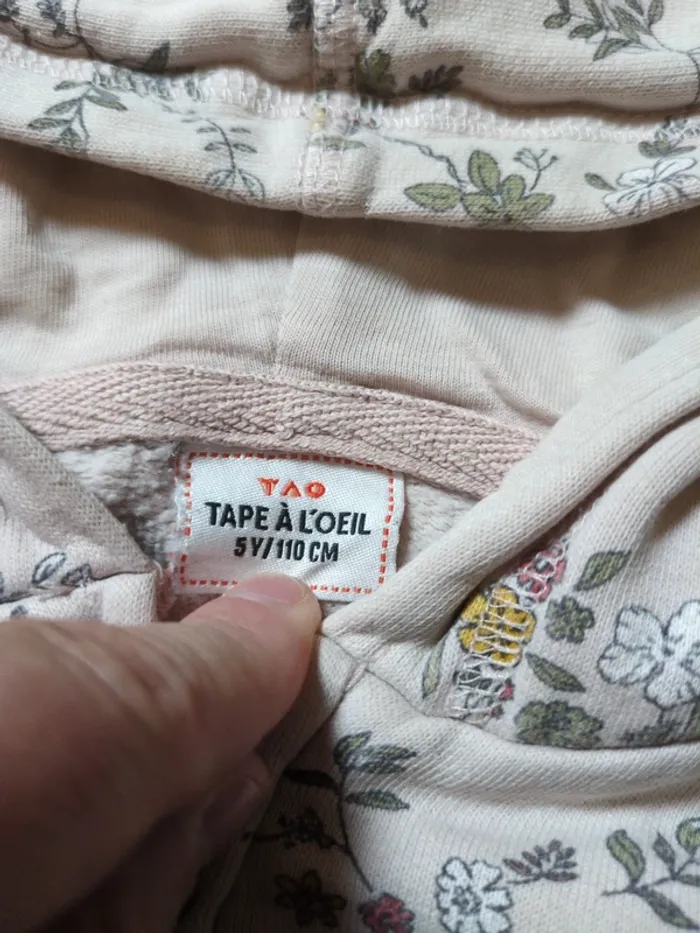 TAO
TAPE À L'OEIL
5 Y/110 CM